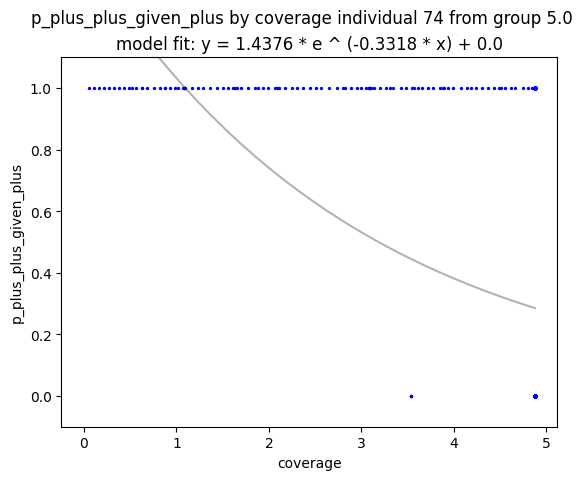 p_plus_plus_given_plus by coverage individual 74 from group 5.0
model fit: y = 1.4376 * e ^ (-0.3318 * x) + 0.0
1.0
0.8
0.6
0.4
0.2
0.0
p_plus_plus_given_plus
0 1 2 3 4 5
coverage